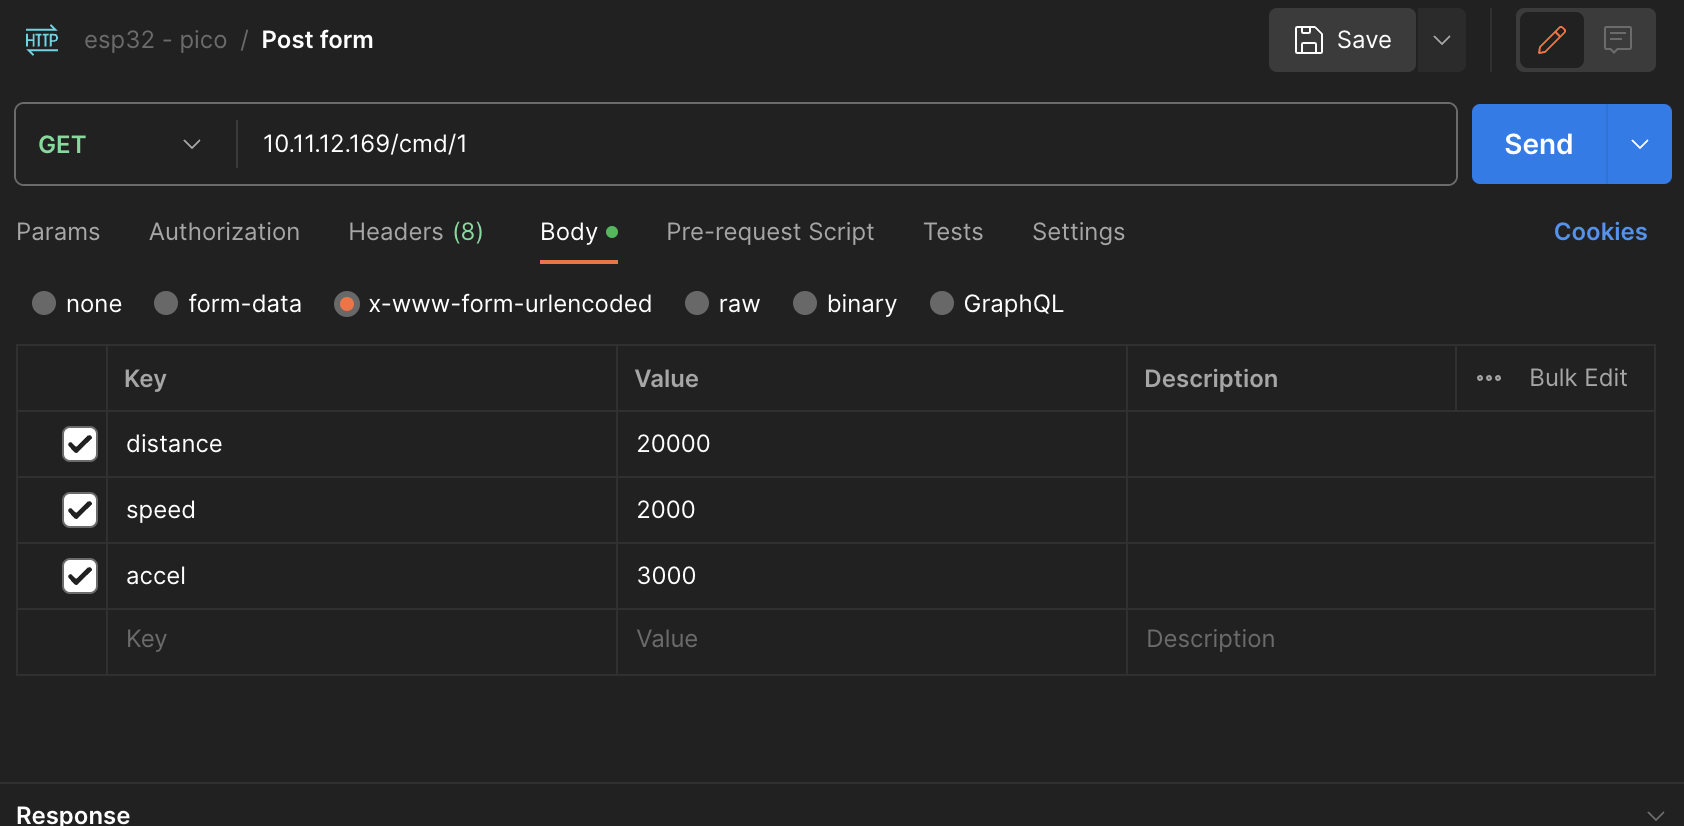 HTTP esp32 - pico / Post form Save
GET 10.11.12.169/cmd/1 Send
Params Authorization Headers (8) Body Pre-request Script Tests Settings Cookies
none form-data x-www-form-urlencoded raw binary GraphQL
Key Value Description ••• Bulk Edit
distance 20000
speed 2000
accel 3000
Key Value Description
Response